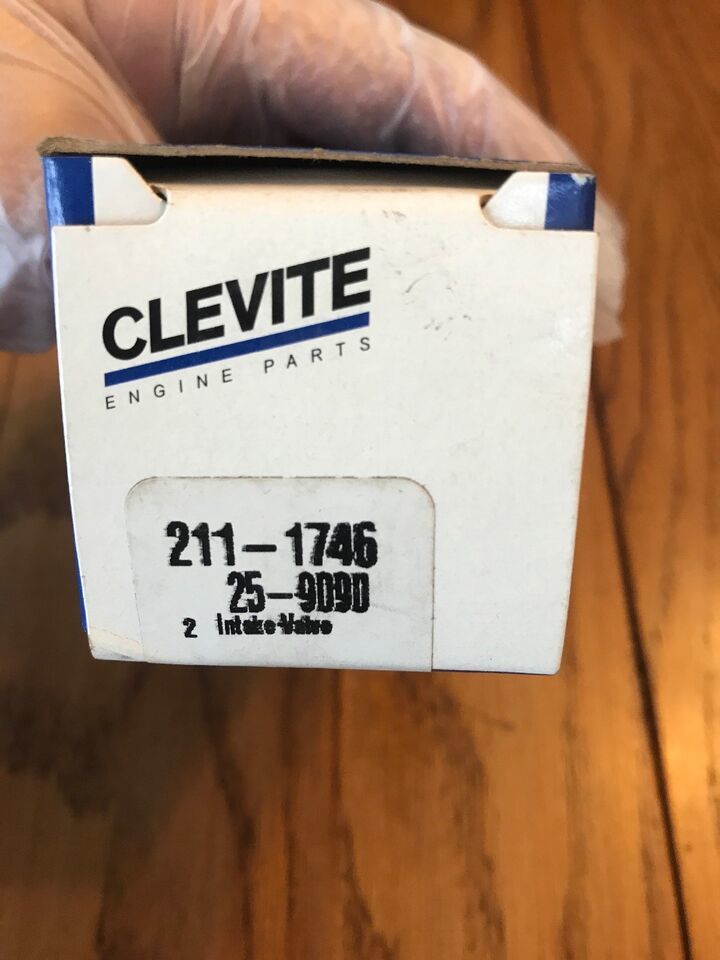 CLEVITE
ENGINE PARTS
211-1746
25-9090
2 Intake Valve